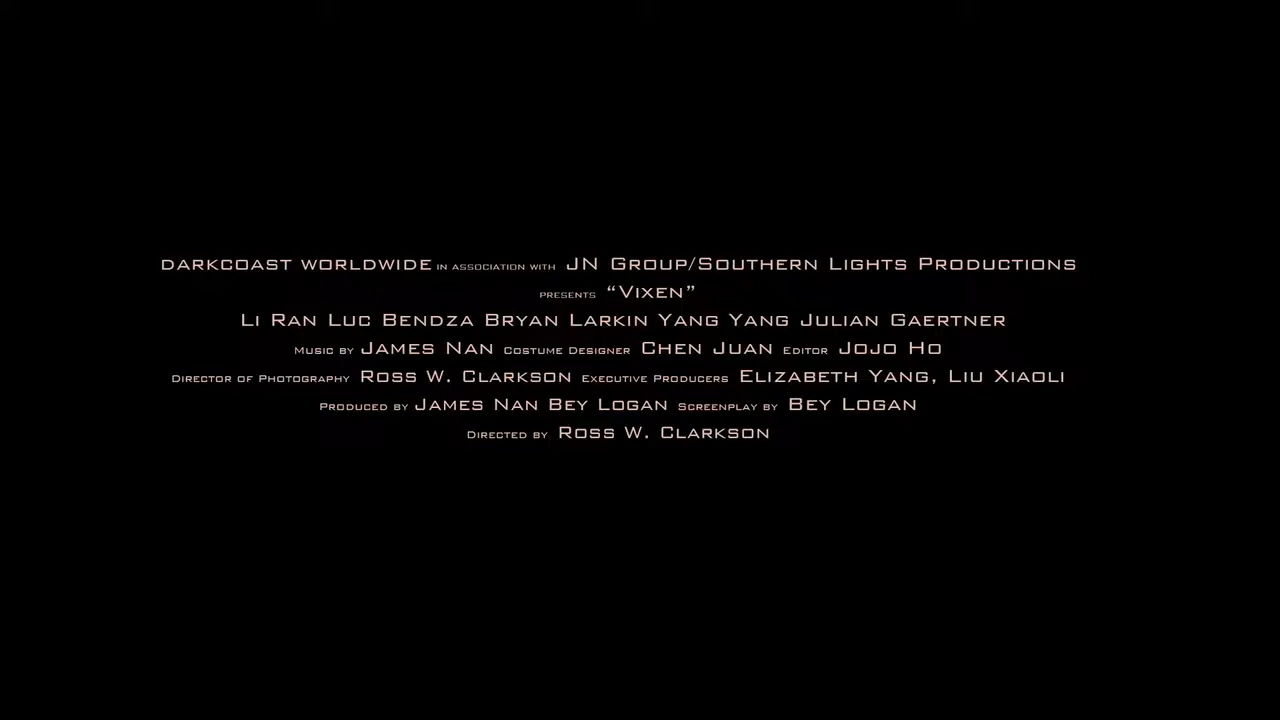 DARKCOAST WORLDWIDE IN ASSOCIATION WITH JN GROUP/SOUTHERN LIGHTS PRODUCTIONS
PRESENTS “VIXEN”
LI RAN LUC BENDZA BRYAN LARKIN YANG YANG JULIAN GAERTNER
MUSIC BY JAMES NAN COSTUME DESIGNER CHEN JUAN EDITOR JOJO HO
DIRECTOR OF PHOTOGRAPHY ROSS W. CLARKSON EXECUTIVE PRODUCERS ELIZABETH YANG, LIU XIAOLI
PRODUCED BY JAMES NAN BEY LOGAN SCREENPLAY BY BEY LOGAN
DIRECTED BY ROSS W. CLARKSON